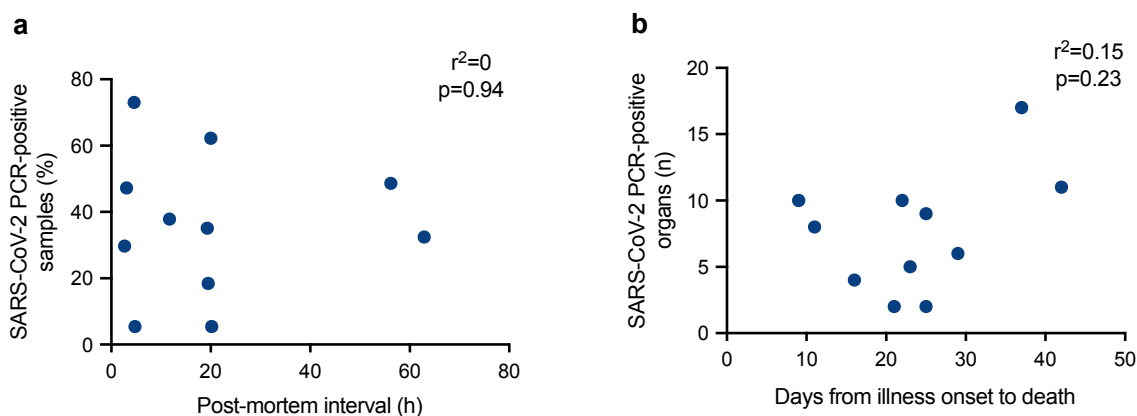 a
r²=0
p=0.94
SARS-CoV-2 PCR-positive
samples (%)
80
60
40
20
0
0 20 40 60 80
Post-mortem interval (h)
b
r²=0.15
p=0.23
SARS-CoV-2 PCR-positive
organs (n)
20
15
10
5
0
0 10 20 30 40 50
Days from illness onset to death